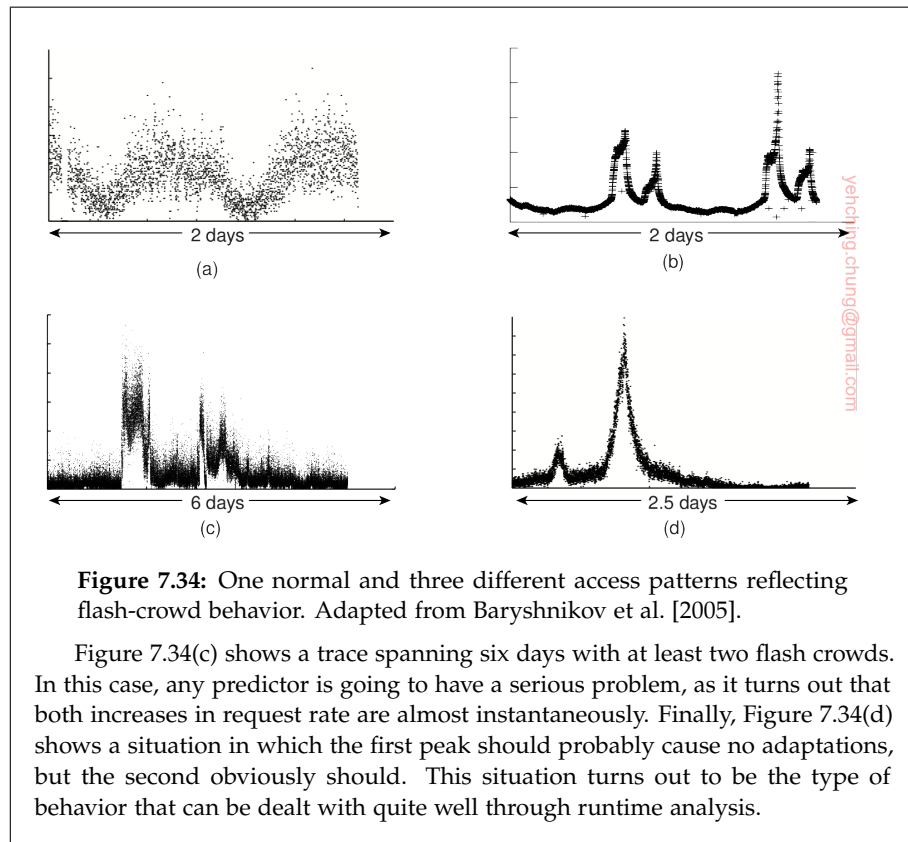 2 days
(a)
2 days
(b)
yehching.chung@gmail.com
6 days
(c)
2.5 days
(d)
Figure 7.34: One normal and three different access patterns reflecting
flash-crowd behavior. Adapted from Baryshnikov et al. [2005].
Figure 7.34(c) shows a trace spanning six days with at least two flash crowds.
In this case, any predictor is going to have a serious problem, as it turns out that
both increases in request rate are almost instantaneously. Finally, Figure 7.34(d)
shows a situation in which the first peak should probably cause no adaptations,
but the second obviously should. This situation turns out to be the type of
behavior that can be dealt with quite well through runtime analysis.